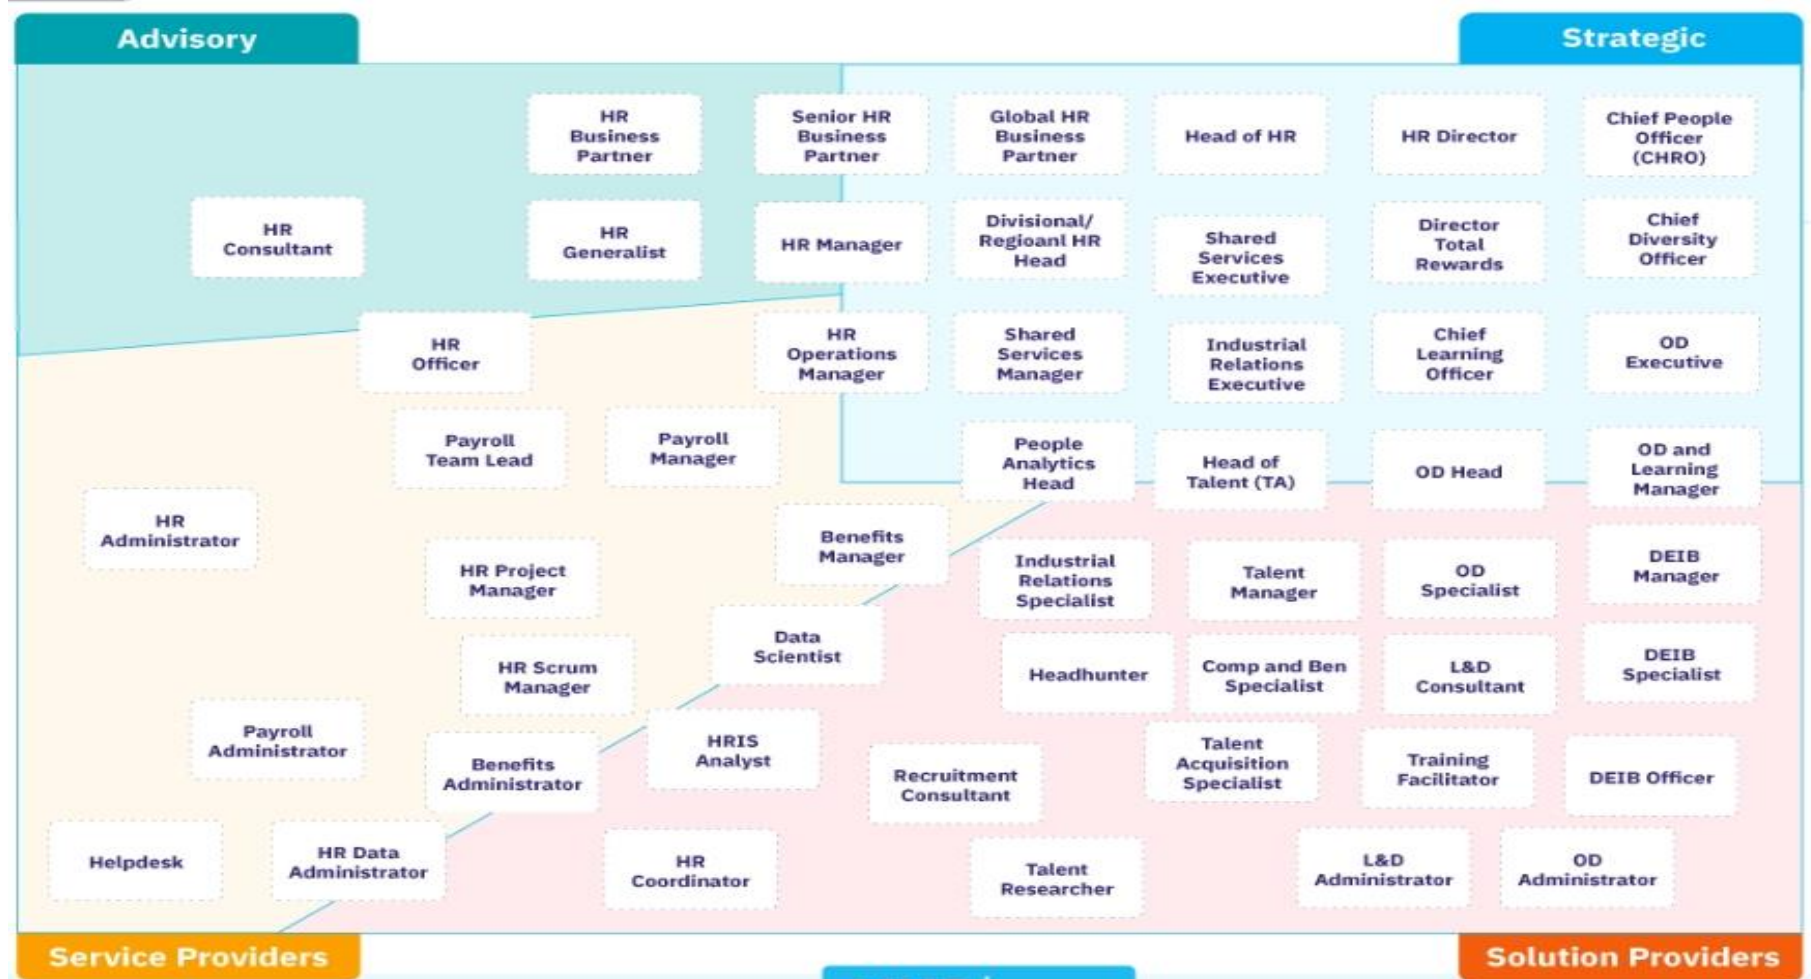 Advisory
Strategic
HR
Business
Partner
Senior HR
Business
Partner
Global HR
Business
Partner
Head of HR
HR Director
Chief People
Officer
(CHRO)
HR
Consultant
HR
Generalist
HR Manager
Divisional/
Regioanl HR
Head
Shared
Services
Executive
Director
Total
Rewards
Chief
Diversity
Officer
HR
Officer
HR
Operations
Manager
Shared
Services
Manager
Industrial
Relations
Executive
Chief
Learning
Officer
OD
Executive
Payroll
Team Lead
Payroll
Manager
People
Analytics
Head
Head of
Talent (TA)
OD Head
OD and
Learning
Manager
HR
Administrator
HR Project
Manager
Benefits
Manager
Industrial
Relations
Specialist
Talent
Manager
OD
Specialist
DEIB
Manager
HR Scrum
Manager
Data
Scientist
Headhunter
Comp and Ben
Specialist
L&D
Consultant
DEIB
Specialist
Payroll
Administrator
Benefits
Administrator
HRIS
Analyst
Recruitment
Consultant
Talent
Acquisition
Specialist
Training
Facilitator
DEIB Officer
Helpdesk
HR Data
Administrator
HR
Coordinator
Talent
Researcher
L&D
Administrator
OD
Administrator
Service Providers
Solution Providers